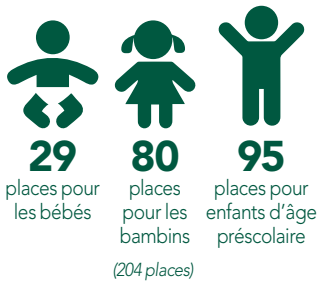 29
places pour
les bébés
80
places
pour les
bambins
95
places pour
enfants d'âge
préscolaire
(204 places)